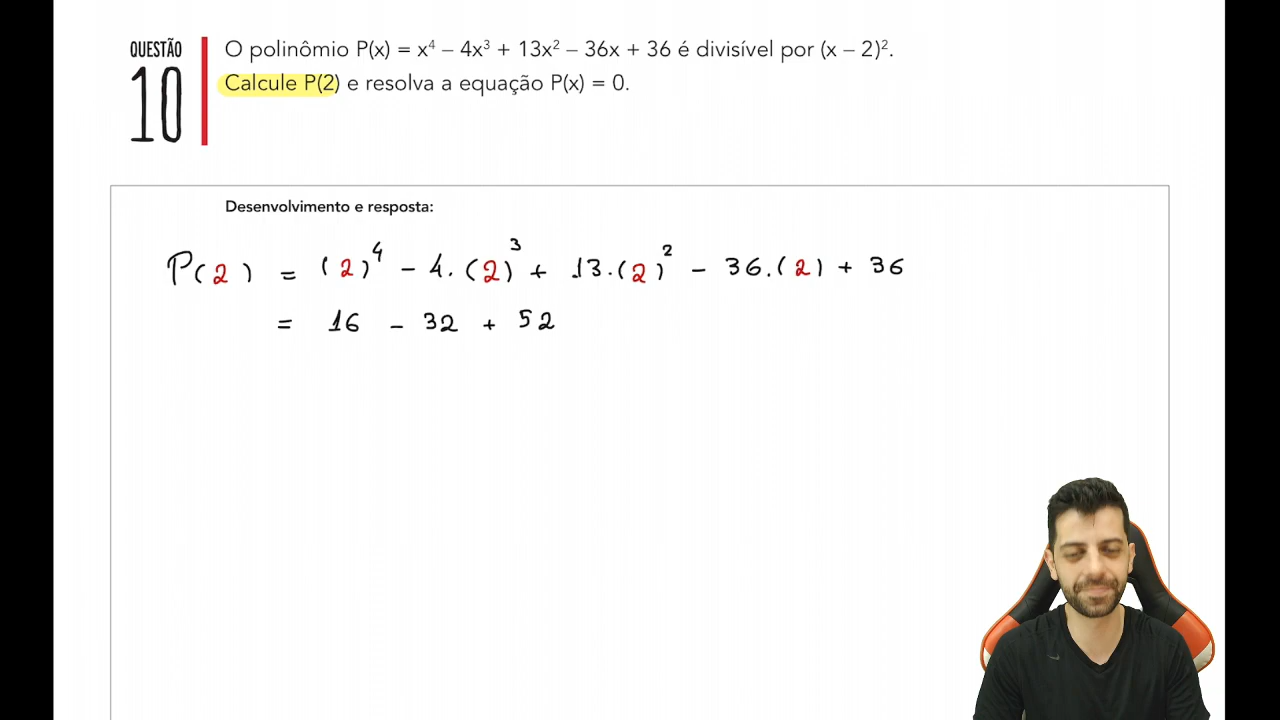 QUESTÃO
10
O polinômio P(x) = x⁴ – 4x³ + 13x² – 36x + 36 é divisível por (x – 2)².
Calcule P(2) e resolva a equação P(x) = 0.
Desenvolvimento e resposta:
P(2) = (2)⁴ - 4.(2)³ + 13.(2)² - 36.(2) + 36
= 16 - 32 + 52